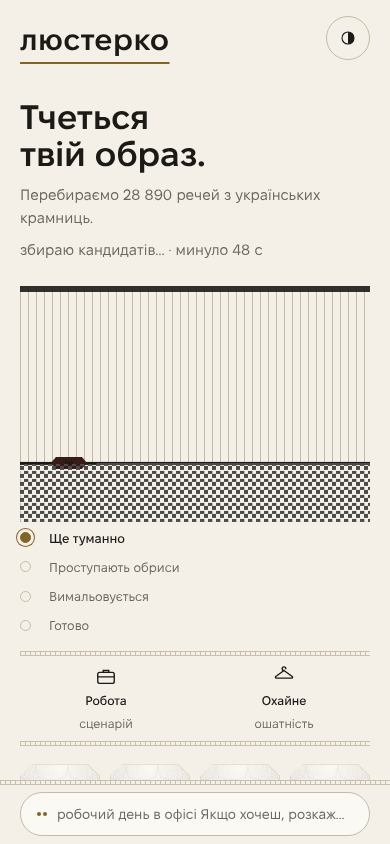 люстерко
Тчеться
твій образ.
Перебираємо 28 890 речей з українських
крамниць.
збираю кандидатів… · минуло 48 с
Ще туманно
Проступають обриси
Вимальовується
Готово
Робота
сценарій
Охайне
ошатність
робочий день в офісі Якщо хочеш, розкаж…